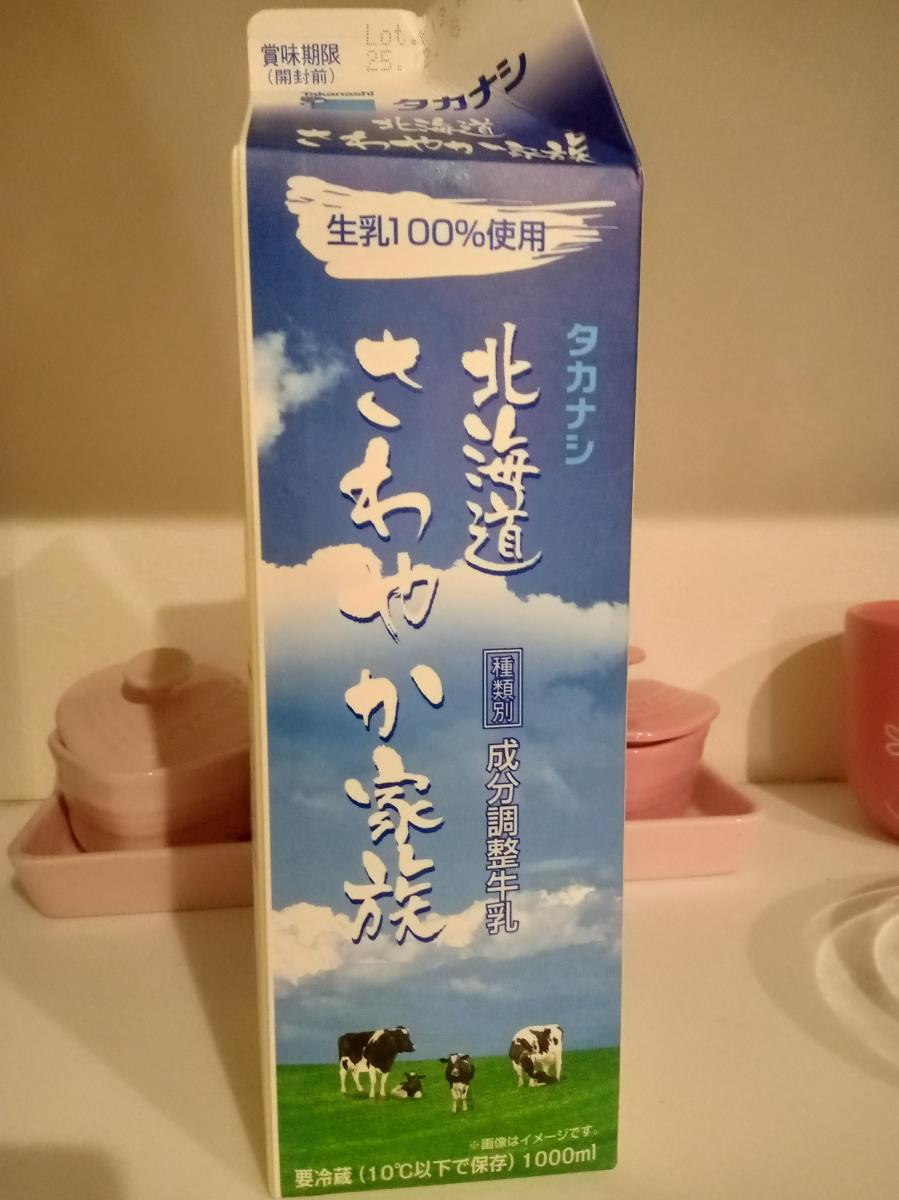 賞味期限
(開封前)
Lot.
25.
Takanashi
タカナシ
北海道
さわやか家族
生乳100%使用
タカナシ
北海道
さわやか家族
種類別
成分調整牛乳
※画像はイメージです。
要冷蔵(10℃以下で保存) 1000ml